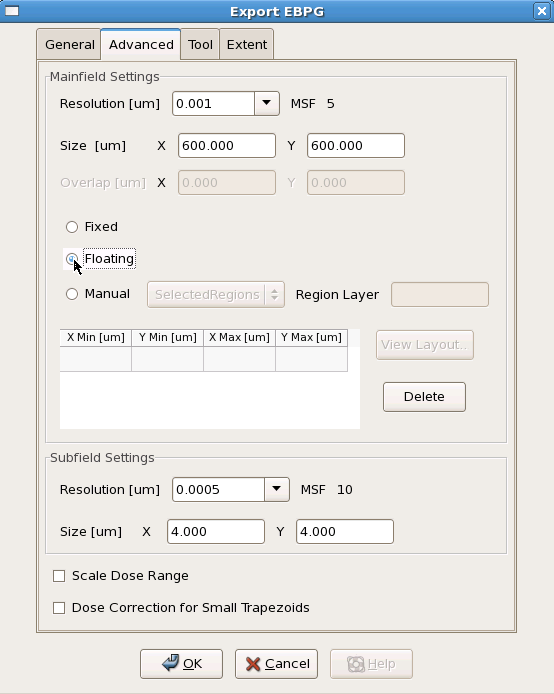 Export EBPG
General Advanced Tool Extent
Mainfield Settings
Resolution [um] 0.001 MSF 5
Size [um] X 600.000 Y 600.000
Overlap [um] X 0.000 Y 0.000
Fixed
Floating
Manual SelectedRegions Region Layer
X Min [um] Y Min [um] X Max [um] Y Max [um]
View Layout..
Delete
Subfield Settings
Resolution [um] 0.0005 MSF 10
Size [um] X 4.000 Y 4.000
Scale Dose Range
Dose Correction for Small Trapezoids
OK Cancel Help